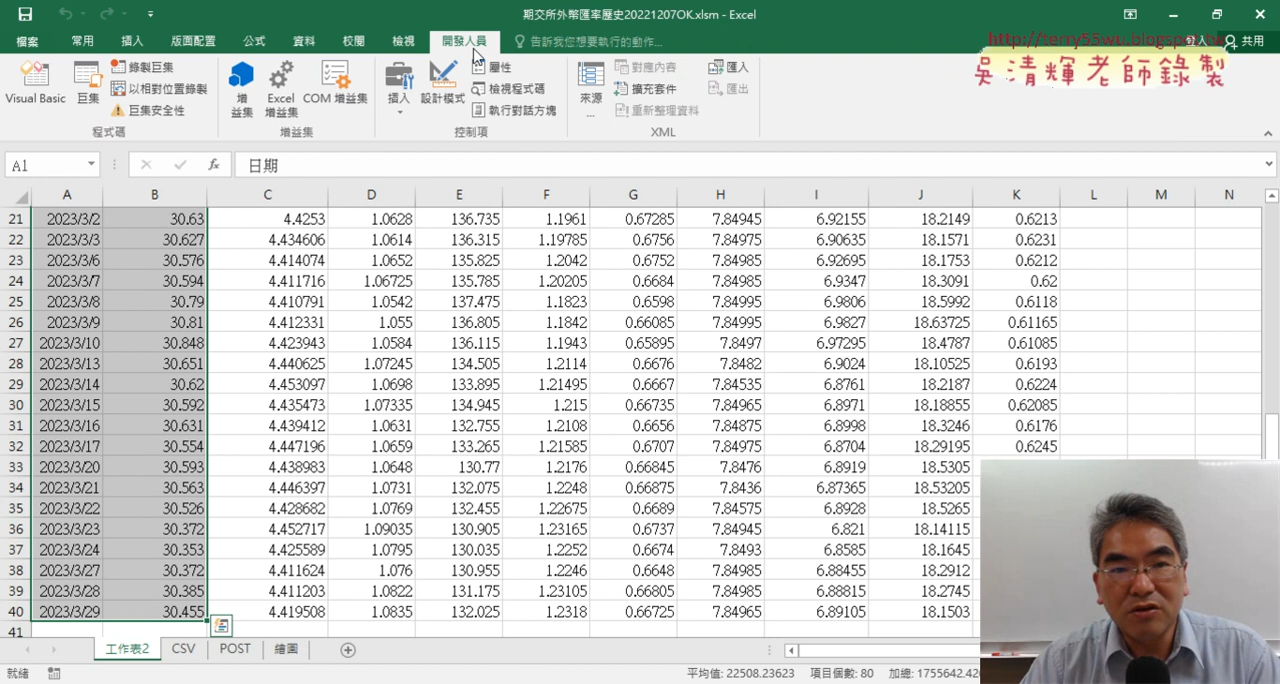 期交所外幣匯率歷史20221207OK.xlsm - Excel
檔案 常用 插入 版面配置 公式 資料 校閱 檢視 開發人員 告訴我您想要執行的動作... 共用
http://terry55wu.blogspot.tw
吳清輝老師錄製
Visual Basic 巨集 錄製巨集 以相對位置錄製 巨集安全性 程式碼
增益集 Excel 增益集 COM 增益集 增益集
插入 設計模式 屬性 檢視程式碼 執行對話方塊 控制項
來源... 對應內容 擴充套件 重新整理資料 匯入 匯出 XML
A1 fx 日期
A B C D E F G H I J K L M N
21 2023/3/2 30.63 4.4253 1.0628 136.735 1.1961 0.67285 7.84945 6.92155 18.2149 0.6213
22 2023/3/3 30.627 4.434606 1.0614 136.315 1.19785 0.6756 7.84975 6.90635 18.1571 0.6231
23 2023/3/6 30.576 4.414074 1.0652 135.825 1.2042 0.6752 7.84985 6.92695 18.1753 0.6212
24 2023/3/7 30.594 4.411716 1.06725 135.785 1.20205 0.6684 7.84985 6.9347 18.3091 0.62
25 2023/3/8 30.79 4.410791 1.0542 137.475 1.1823 0.6598 7.84995 6.9806 18.5992 0.6118
26 2023/3/9 30.81 4.412331 1.055 136.805 1.1842 0.66085 7.84995 6.9827 18.63725 0.61165
27 2023/3/10 30.848 4.423943 1.0584 136.115 1.1943 0.65895 7.8497 6.97295 18.4787 0.61085
28 2023/3/13 30.651 4.440625 1.07245 134.505 1.2114 0.6676 7.8482 6.9024 18.10525 0.6193
29 2023/3/14 30.62 4.453097 1.0698 133.895 1.21495 0.6667 7.84535 6.8761 18.2187 0.6224
30 2023/3/15 30.592 4.435473 1.07335 134.945 1.215 0.66735 7.84965 6.8971 18.18855 0.62085
31 2023/3/16 30.631 4.439412 1.0631 132.755 1.2108 0.6656 7.84875 6.8998 18.3246 0.6176
32 2023/3/17 30.554 4.447196 1.0659 133.265 1.21585 0.6707 7.84975 6.8704 18.29195 0.6245
33 2023/3/20 30.593 4.438983 1.0648 130.77 1.2176 0.66845 7.8476 6.8919 18.5305
34 2023/3/21 30.563 4.446397 1.0731 132.075 1.2248 0.66875 7.8436 6.87365 18.53205
35 2023/3/22 30.526 4.428682 1.0769 132.455 1.22675 0.6689 7.84575 6.8928 18.5265
36 2023/3/23 30.372 4.452717 1.09035 130.905 1.23165 0.6737 7.84945 6.821 18.14115
37 2023/3/24 30.353 4.425589 1.0795 130.035 1.2252 0.6674 7.8493 6.8585 18.1645
38 2023/3/27 30.372 4.411624 1.076 130.955 1.2246 0.6648 7.84965 6.88455 18.2912
39 2023/3/28 30.385 4.411203 1.0822 131.175 1.23105 0.66805 7.84985 6.88815 18.2745
40 2023/3/29 30.455 4.419508 1.0835 132.025 1.2318 0.66725 7.84965 6.89105 18.1503
41
工作表2 CSV POST 繪圖
就緒 平均值: 22508.23623 項目個數: 80 加總: 1755642.42